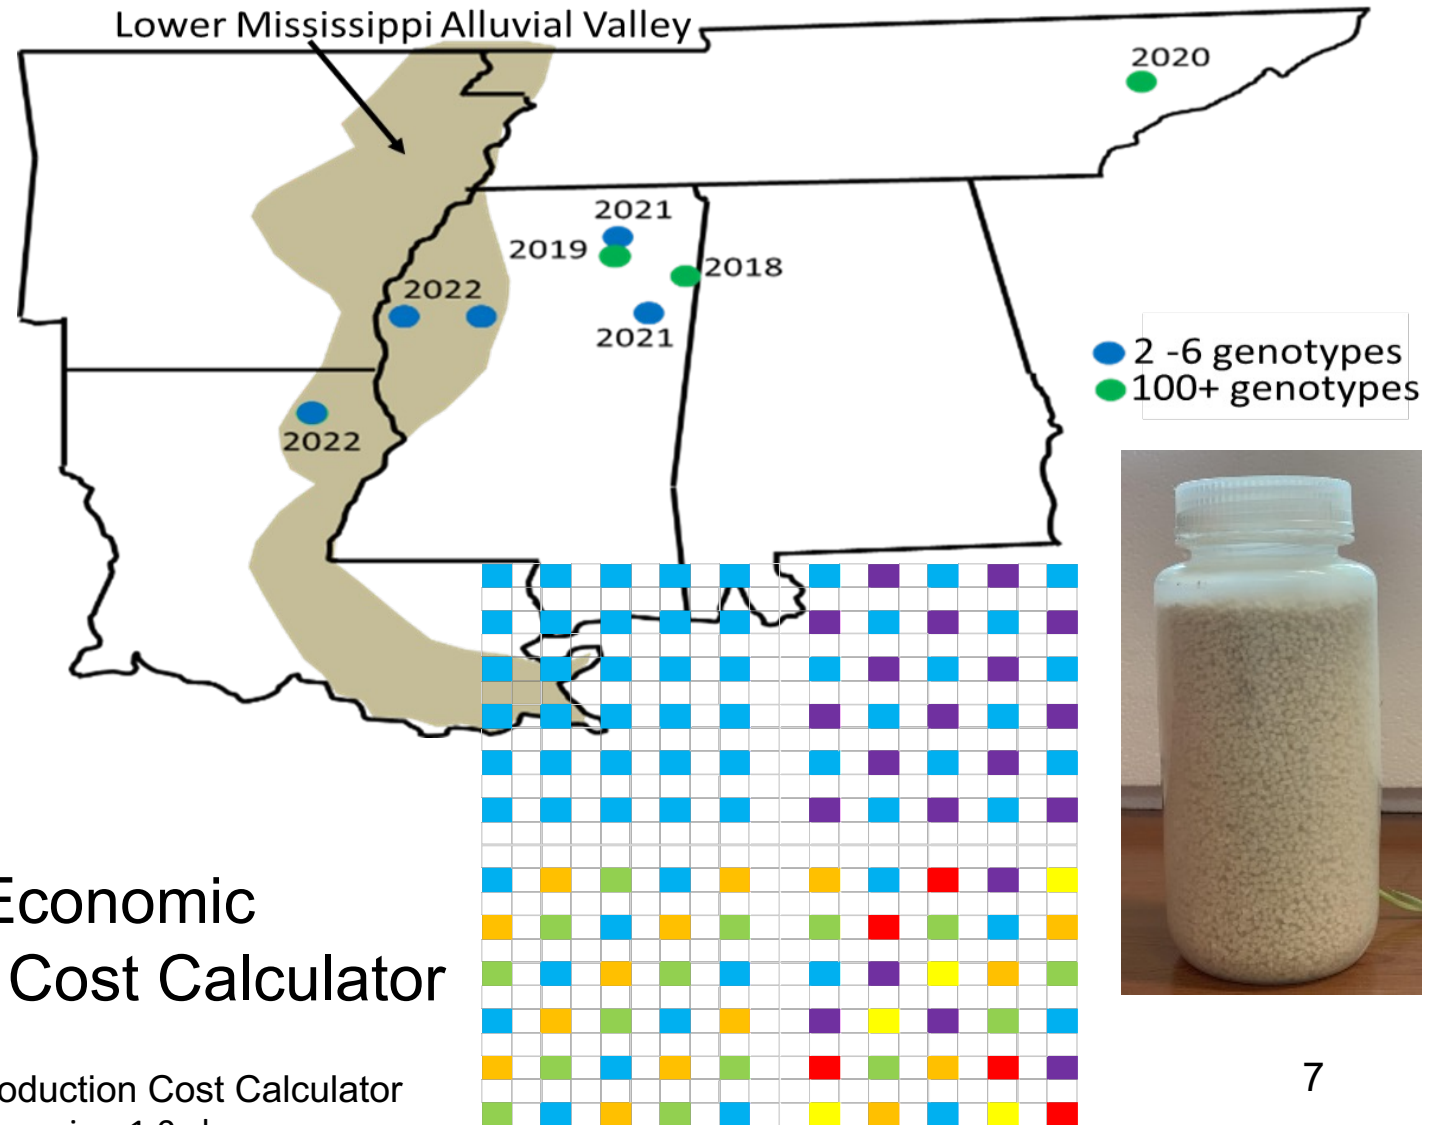 Lower Mississippi Alluvial Valley
2020
2021
2019
2018
2022
2021
2 -6 genotypes
100+ genotypes
2022
Economic
Cost Calculator
oduction Cost Calculator
7